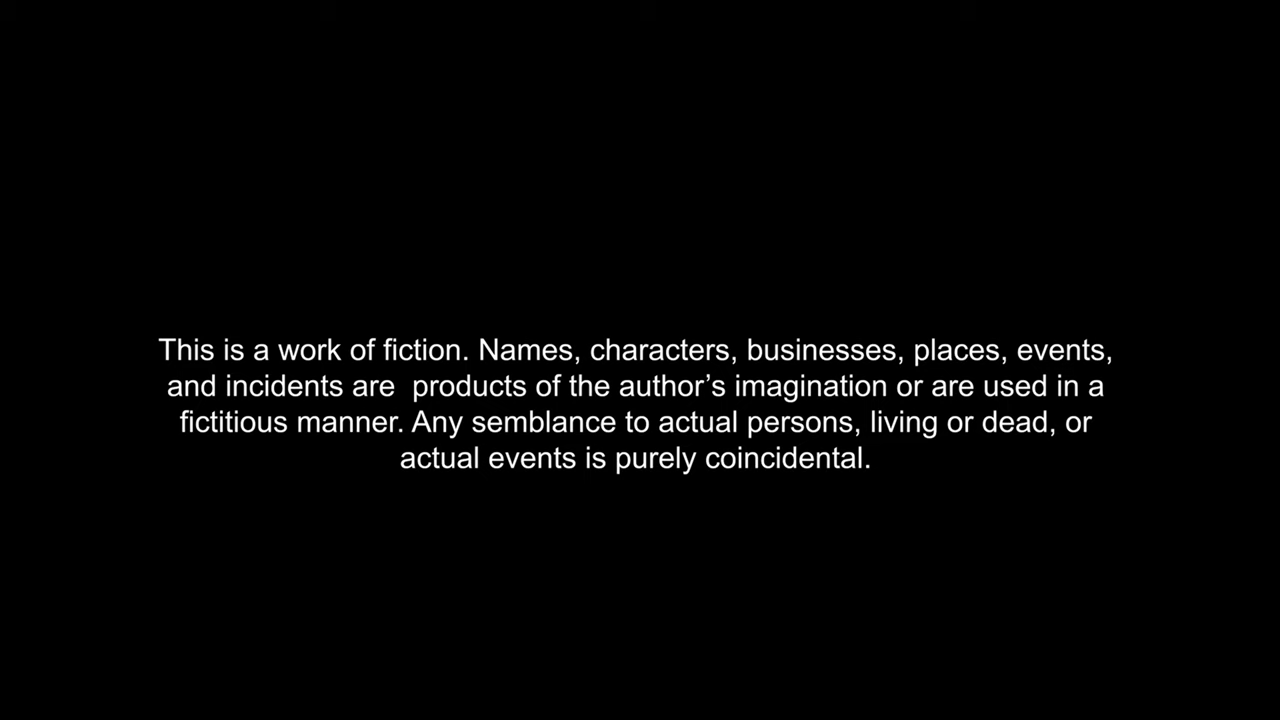 This is a work of fiction. Names, characters, businesses, places, events,
and incidents are  products of the author’s imagination or are used in a
fictitious manner. Any semblance to actual persons, living or dead, or
actual events is purely coincidental.